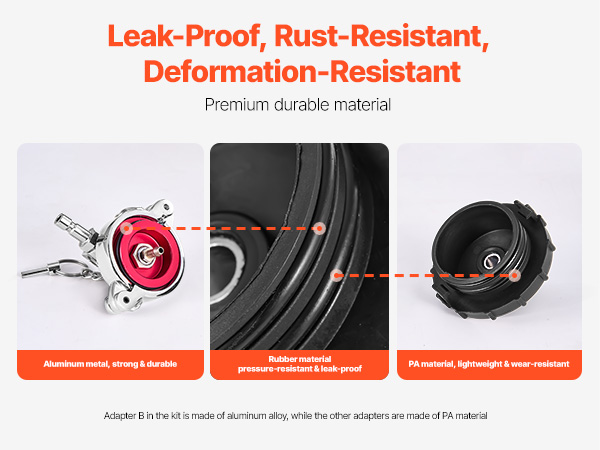 Leak-Proof, Rust-Resistant,
Deformation-Resistant
Premium durable material
Aluminum metal, strong & durable
Rubber material
pressure-resistant & leak-proof
PA material, lightweight & wear-resistant
Adapter B in the kit is made of aluminum alloy, while the other adapters are made of PA material